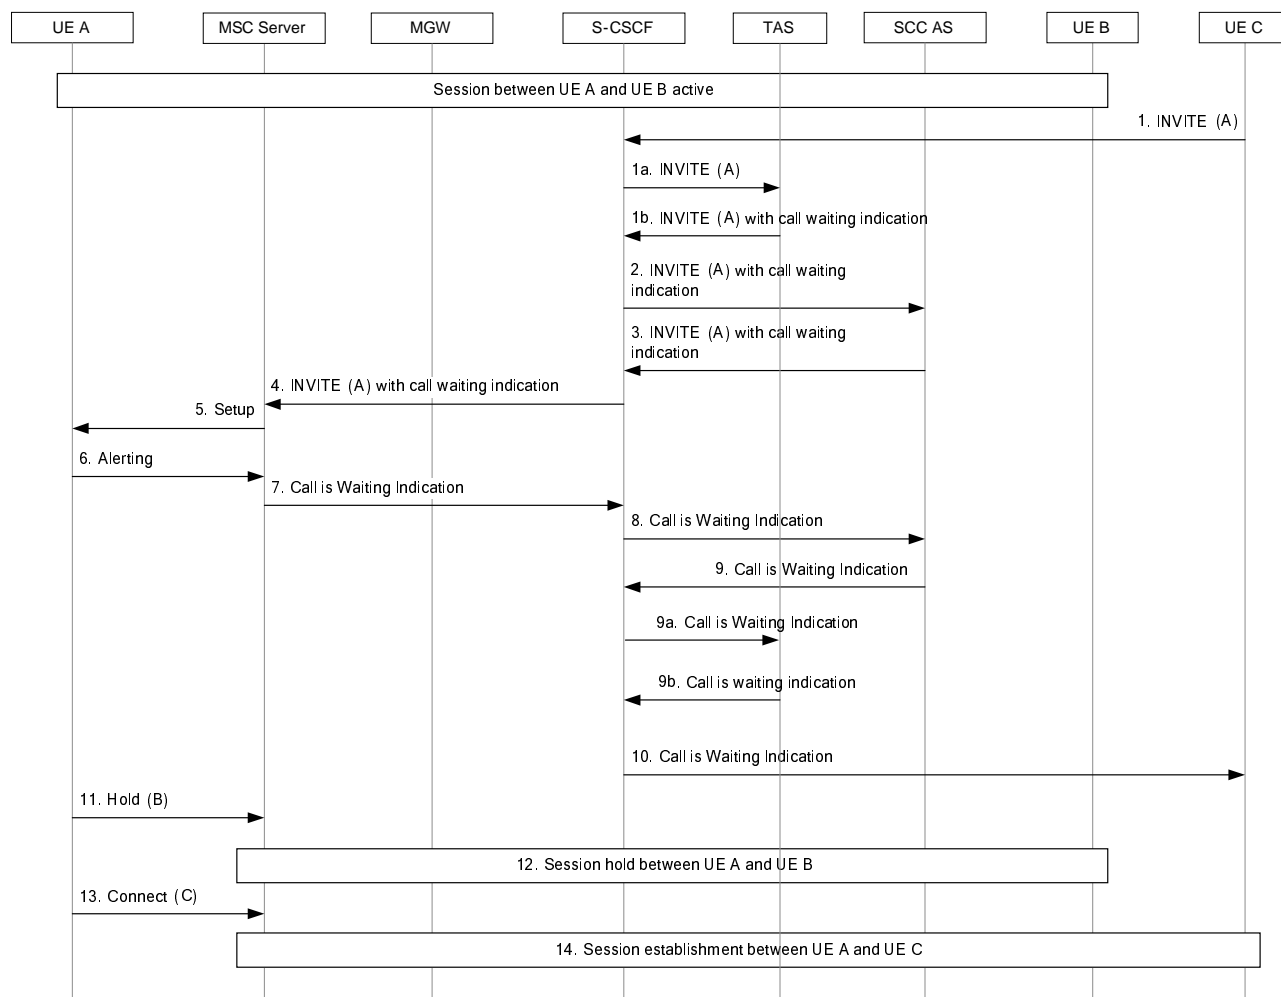 UE A
MSC Server
MGW
S-CSCF
TAS
SCC AS
UE B
UE C
Session between UE A and UE B active
1. INVITE (A)
1a. INVITE (A)
1b. INVITE (A) with call waiting indication
2. INVITE (A) with call waiting
indication
3. INVITE (A) with call waiting
indication
4. INVITE (A) with call waiting indication
5. Setup
6. Alerting
7. Call is Waiting Indication
8. Call is Waiting Indication
9. Call is Waiting Indication
9a. Call is Waiting Indication
9b. Call is waiting indication
10. Call is Waiting Indication
11. Hold (B)
12. Session hold between UE A and UE B
13. Connect (C)
14. Session establishment between UE A and UE C